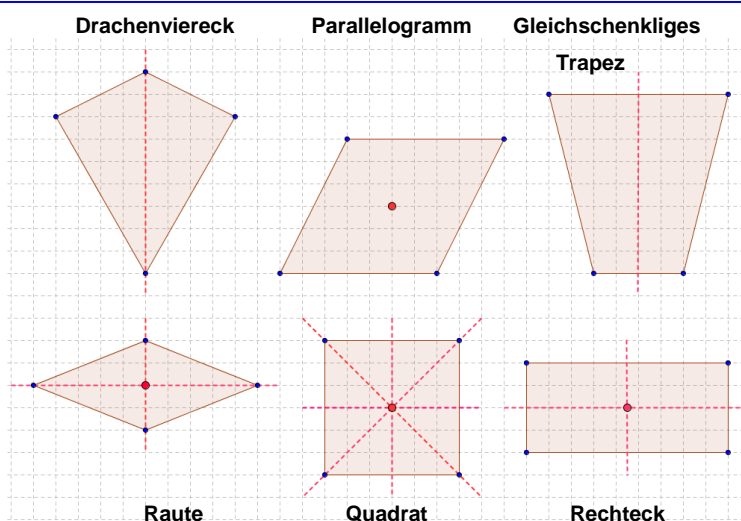 Drachenviereck
Parallelogramm
Gleichschenkliges
Trapez
Raute
Quadrat
Rechteck